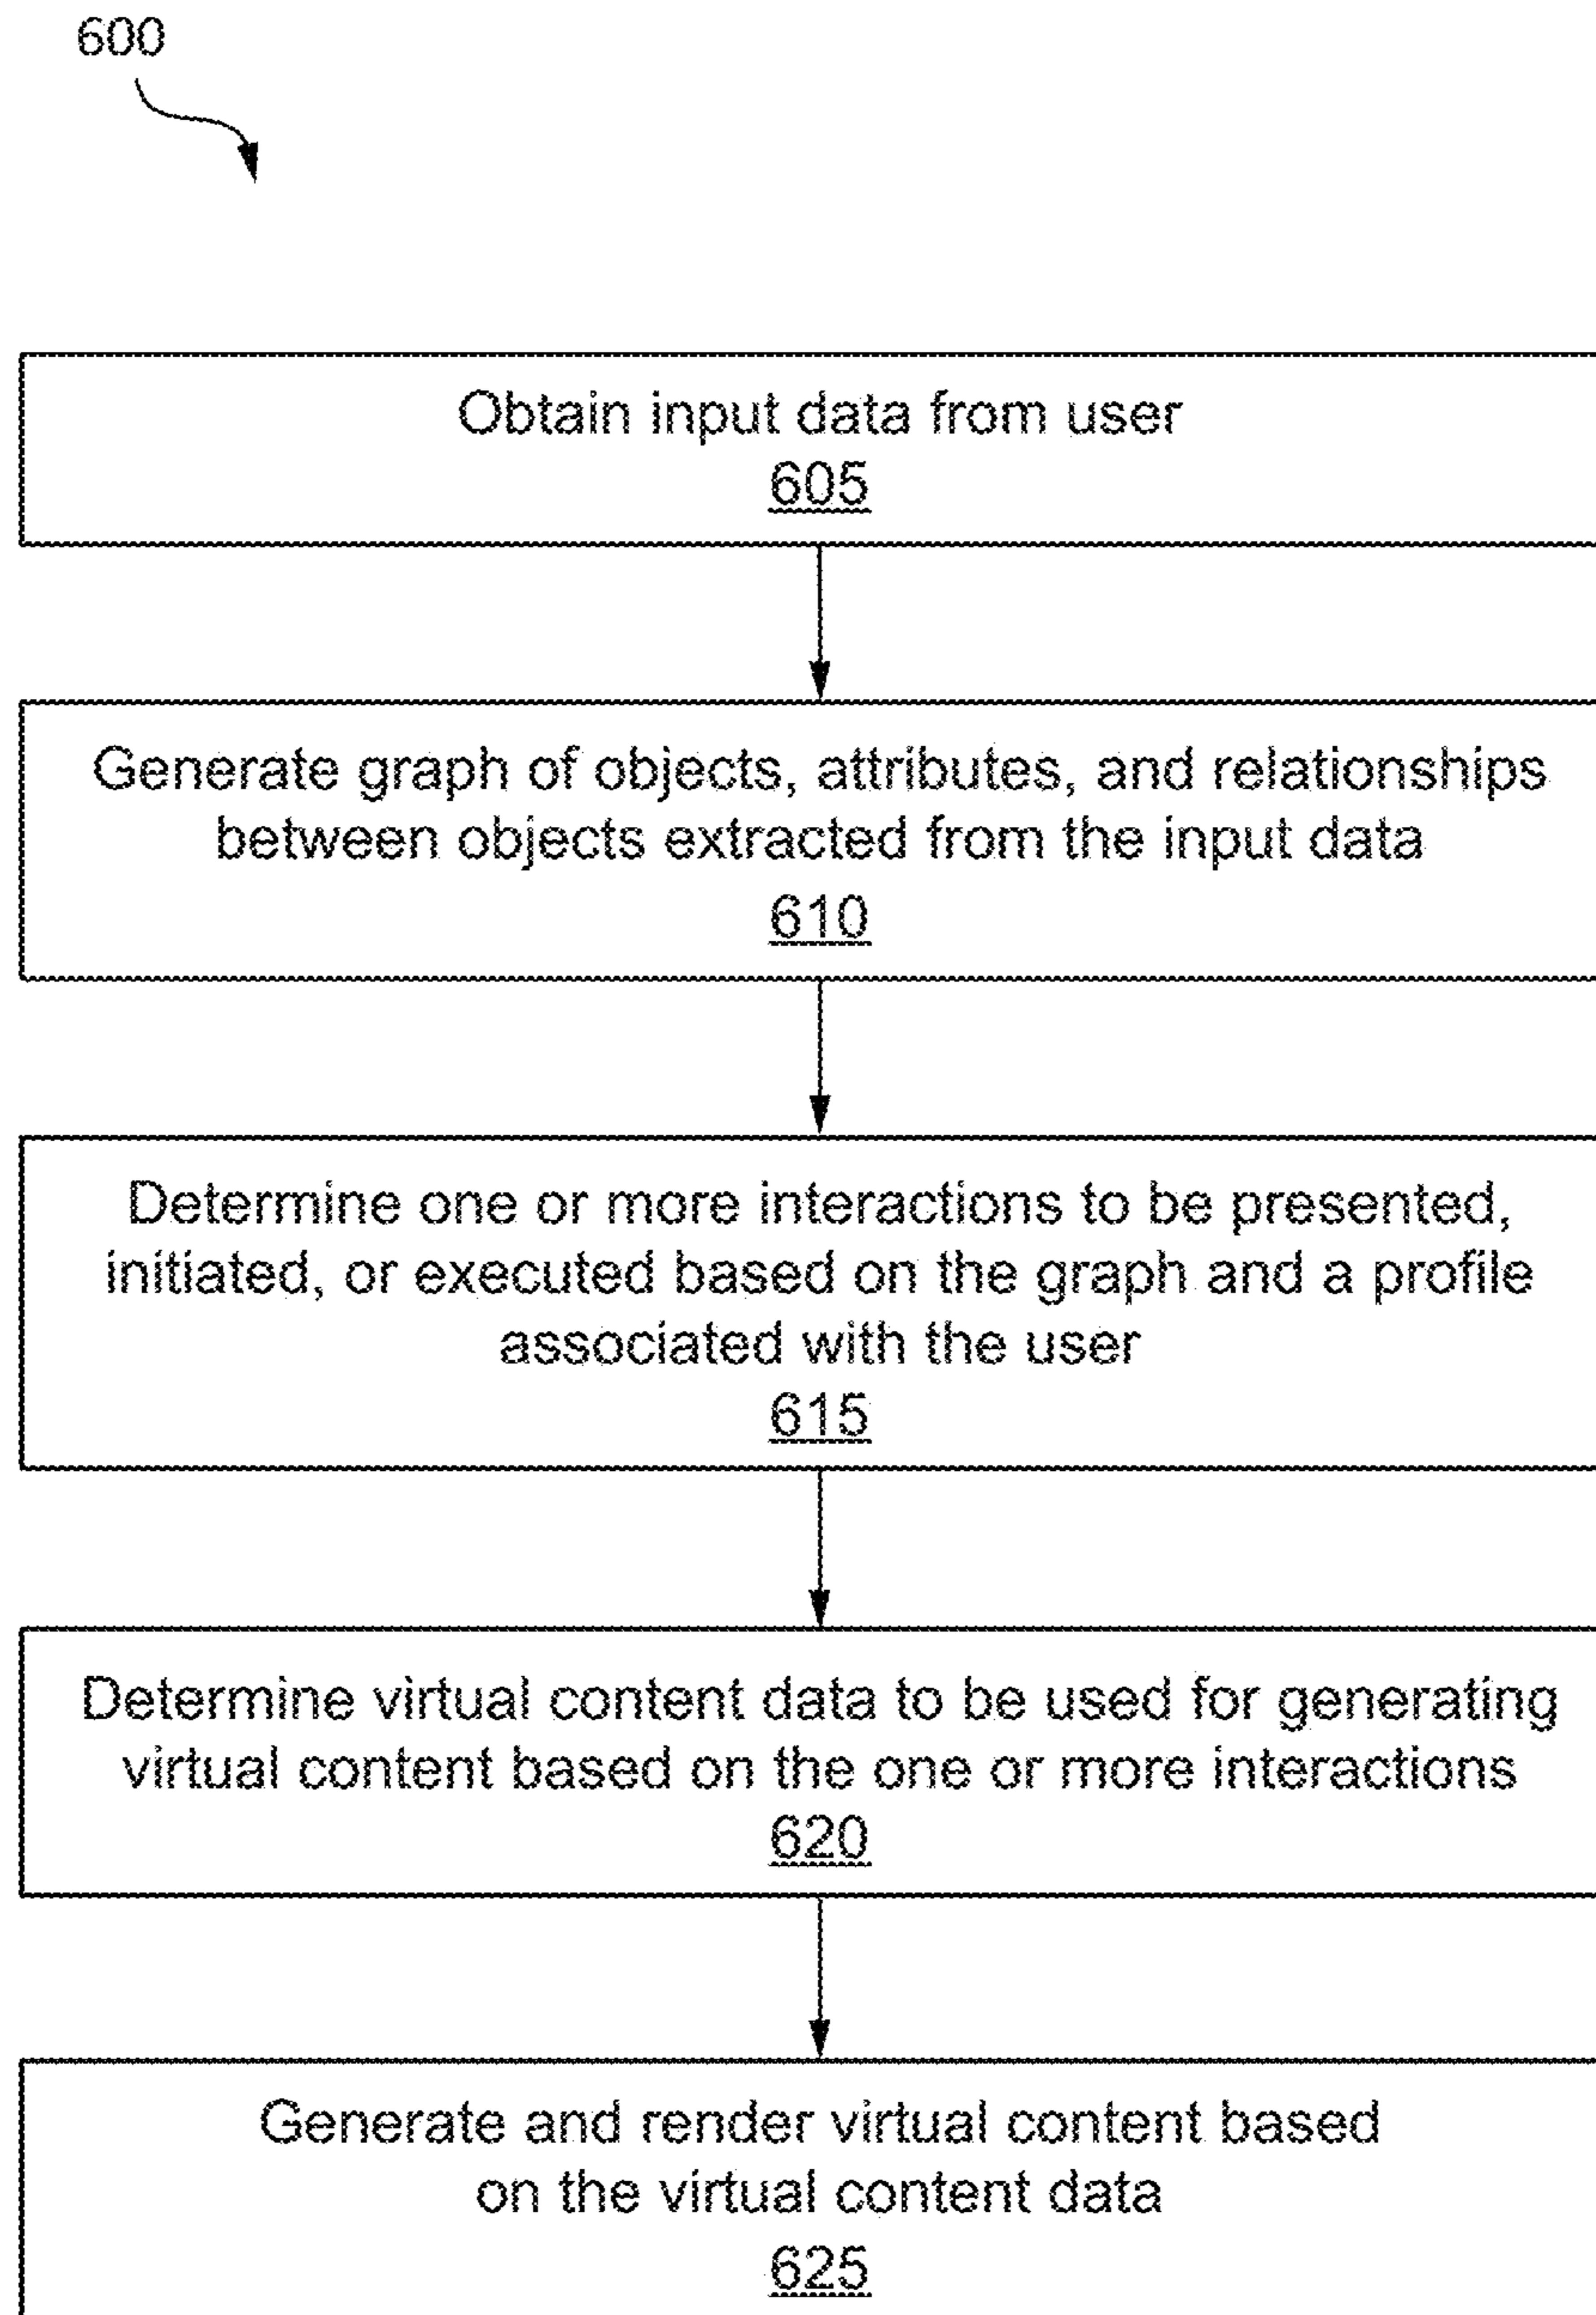 600
Obtain input data from user
605
Generate graph of objects, attributes, and relationships
between objects extracted from the input data
610
Determine one or more interactions to be presented,
initiated, or executed based on the graph and a profile
associated with the user
615
Determine virtual content data to be used for generating
virtual content based on the one or more interactions
620
Generate and render virtual content based
on the virtual content data
625